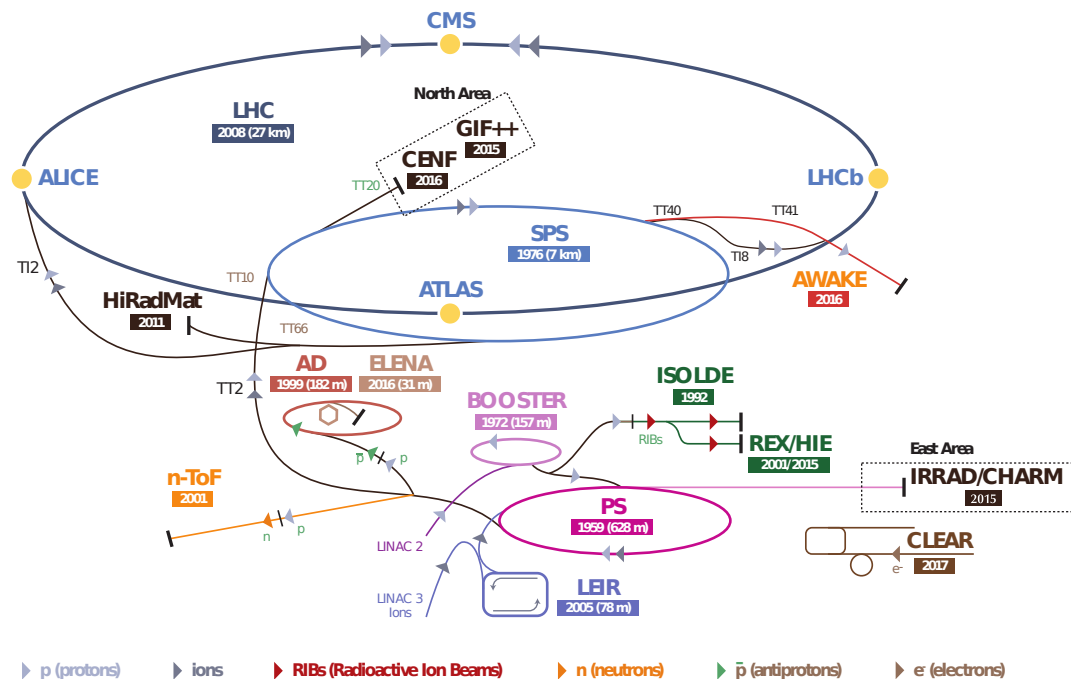 CMS
North Area
LHC
2008 (27 km)
GIF++
2015
CENF
2016
TT20
ALICE
LHCb
TT40
TT41
SPS
1976 (7 km)
TI8
TI2
TT10
AWAKE
2016
ATLAS
HiRadMat
2011
TT66
AD
1999 (182 m)
ELENA
2016 (31 m)
TT2
ISOLDE
1992
BOOSTER
1972 (157 m)
RIBs
REX/HIE
2001/2015
East Area
p̅
p
n-ToF
2001
IRRAD/CHARM
2015
PS
1959 (628 m)
n
p
LINAC 2
CLEAR
2017
e-
LEIR
2005 (78 m)
LINAC 3
Ions
p (protons)
ions
RIBs (Radioactive Ion Beams)
n (neutrons)
p̅ (antiprotons)
e- (electrons)